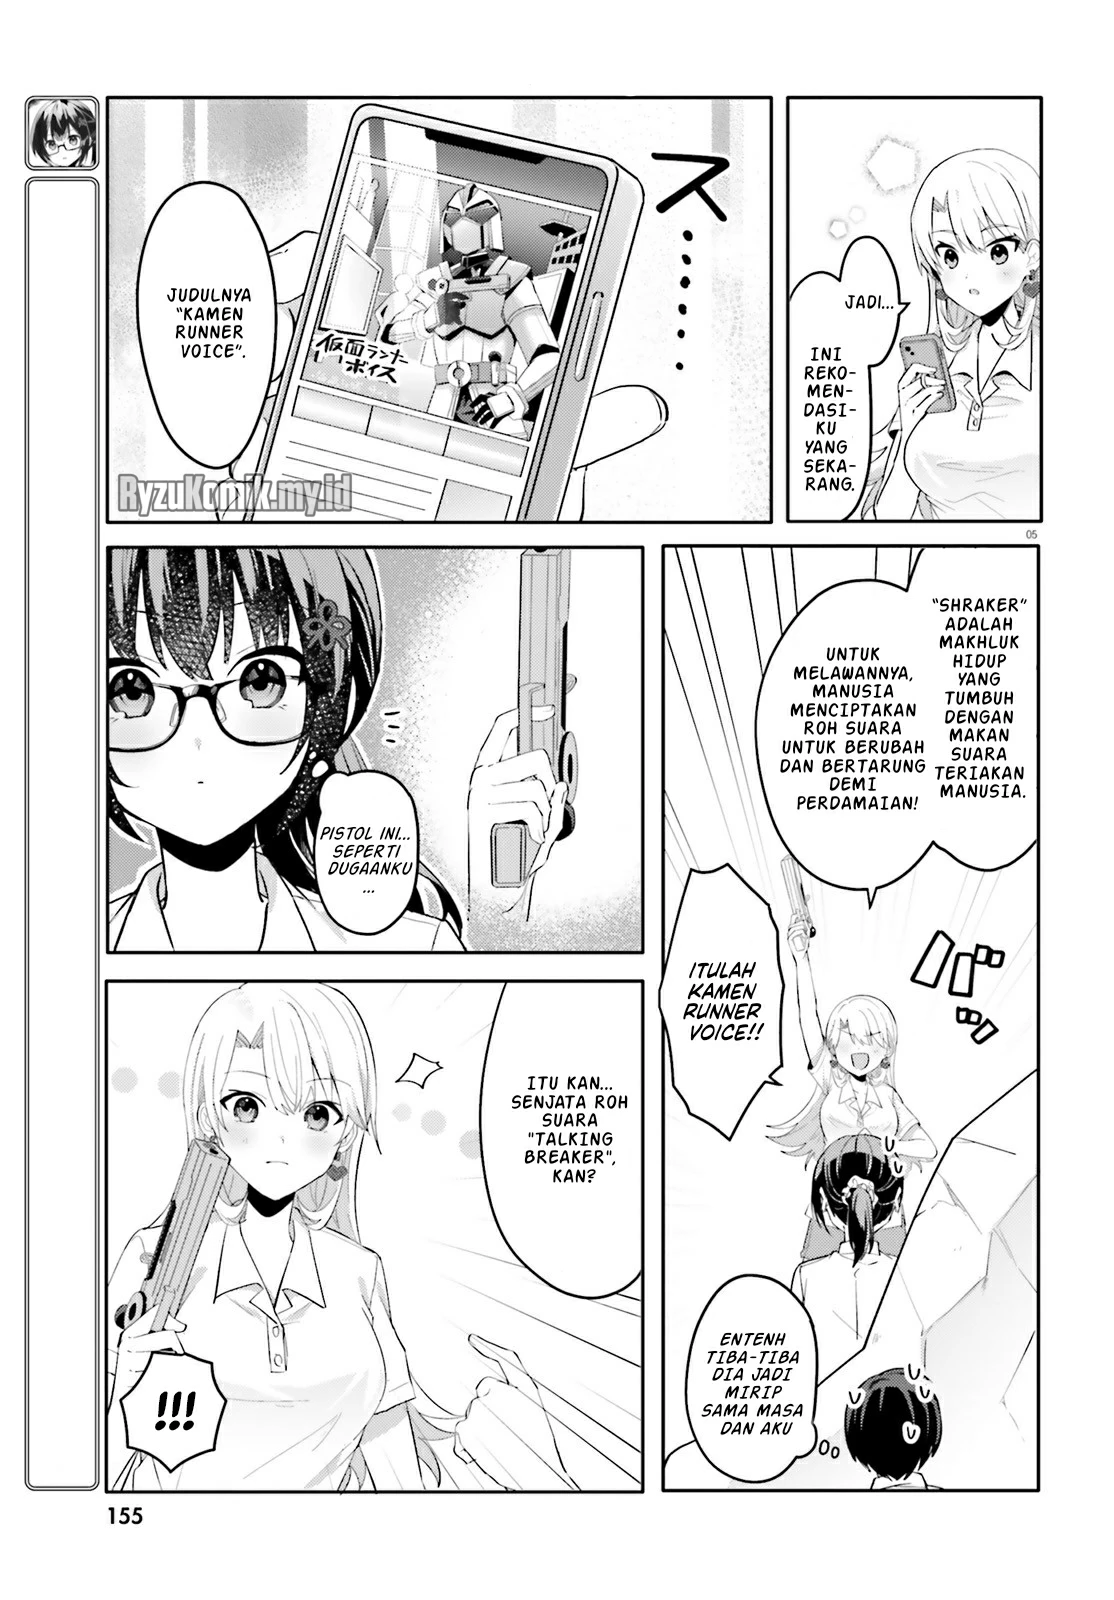 JADI...
INI
REKO-
MEN-
DASI-
KU
YANG
SEKA-
RANG.
ス
仮面ランナー
ボイス
JUDULNYA
"KAMEN
RUNNER
VOICE".
RyzuKomik.my.id
05
"SHRAKER"
ADALAH
MAKHLUK
HIDUP
YANG
TUMBUH
DENGAN
MAKAN
SUARA
TERIAKAN
MANUSIA.
UNTUK
MELAWANNYA,
MANUSIA
MENCIPTAKAN
ROH SUARA
UNTUK BERUBAH
DAN BERTARUNG
DEMI
PERDAMAIAN!
ITULAH
KAMEN
RUNNER
VOICE!!
バッ
ENTENH
TIBA-TIBA
DIA JADI
MIRIP
SAMA MASA
DAN AKU
PISTOL INI...
SEPERTI
DUGAANKU
...
ITU KAN...
SENJATA ROH
SUARA
"TALKING
BREAKER",
KAN?
!!!
155